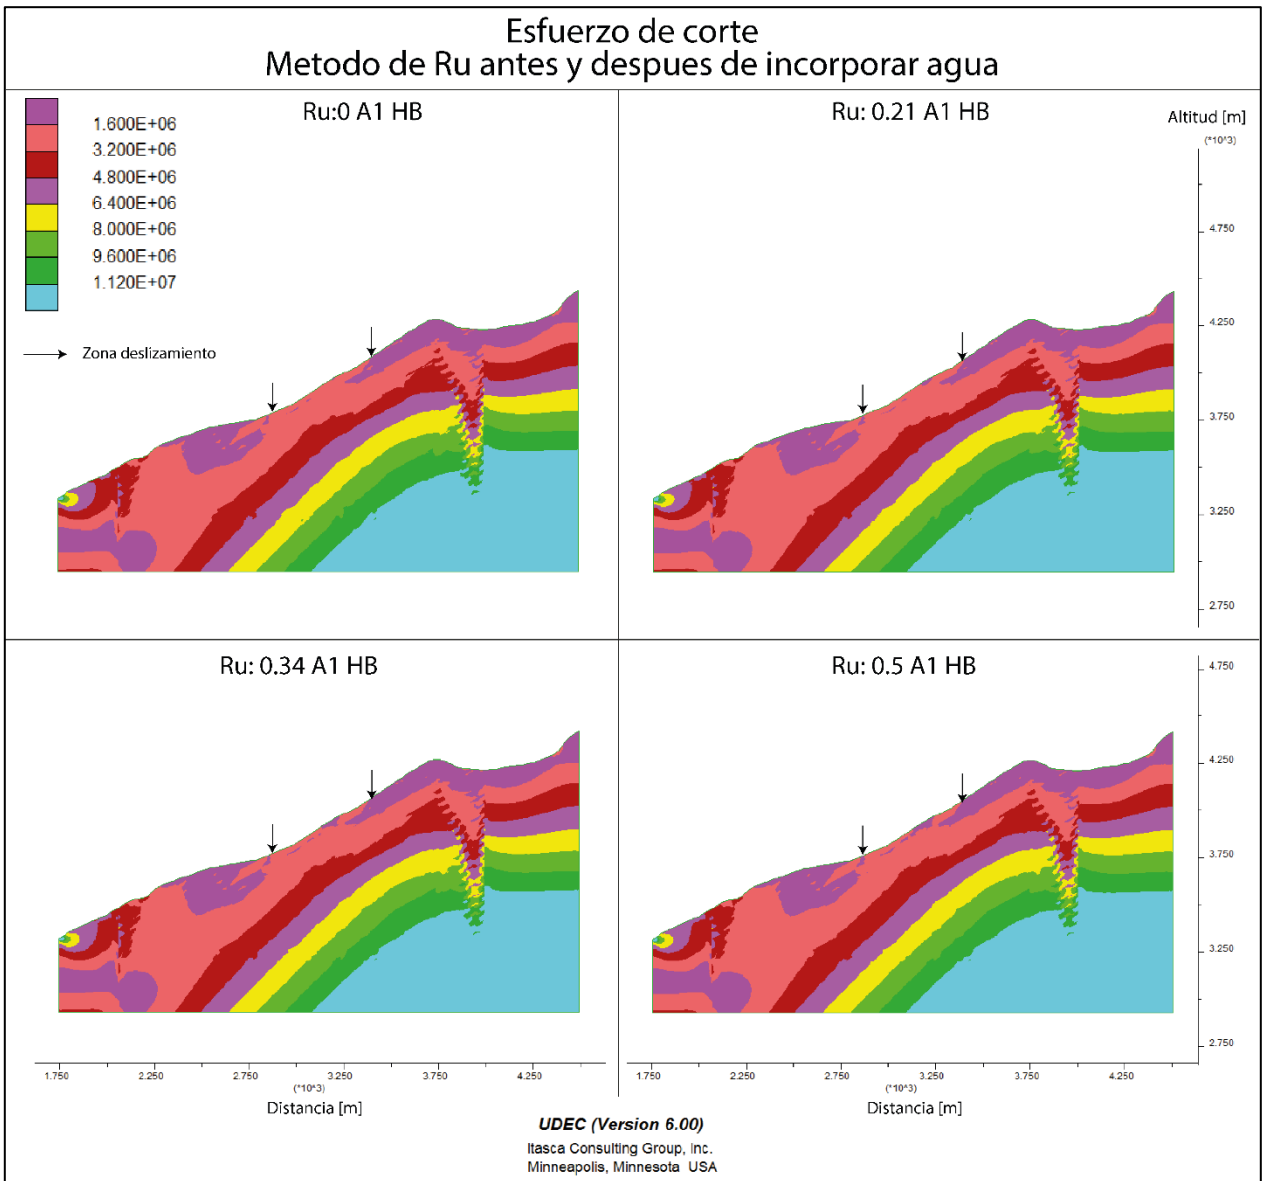 Esfuerzo de corte
Metodo de Ru antes y despues de incorporar agua
Ru:0 A1 HB
1.600E+06
3.200E+06
4.800E+06
6.400E+06
8.000E+06
9.600E+06
1.120E+07
Zona deslizamiento
Ru: 0.21 A1 HB
Altitud [m]
(*10^3)
4.750
4.250
3.750
3.250
2.750
Ru: 0.34 A1 HB
Ru: 0.5 A1 HB
4.750
4.250
3.750
3.250
2.750
1.750 2.250 2.750 3.250 3.750 4.250
(*10^3)
Distancia [m]
1.750 2.250 2.750 3.250 3.750 4.250
(*10^3)
Distancia [m]
UDEC (Version 6.00)
Itasca Consulting Group, Inc.
Minneapolis, Minnesota USA